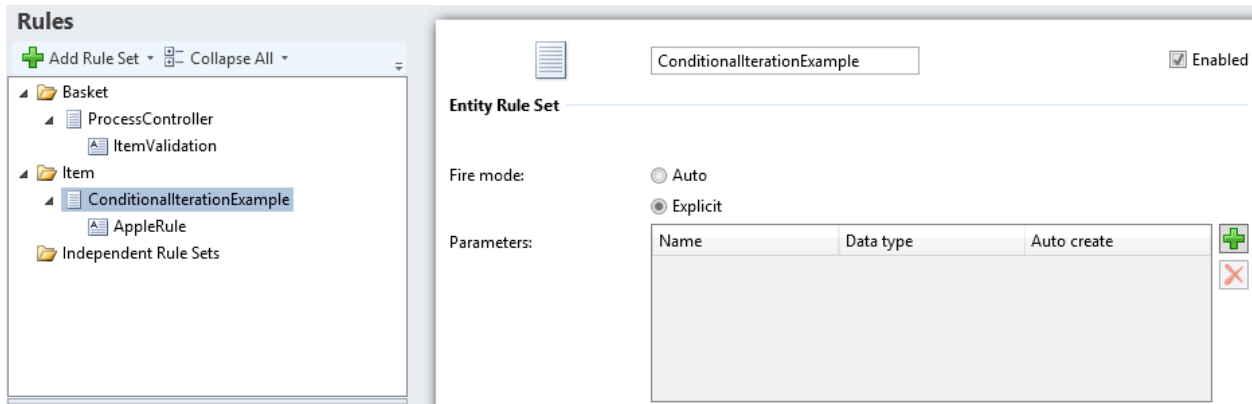 Rules
Add Rule Set Collapse All
Basket
ProcessController
ItemValidation
Item
ConditionalIterationExample
AppleRule
Independent Rule Sets
ConditionalIterationExample Enabled
Entity Rule Set
Fire mode: Auto
Explicit
Parameters: Name Data type Auto create